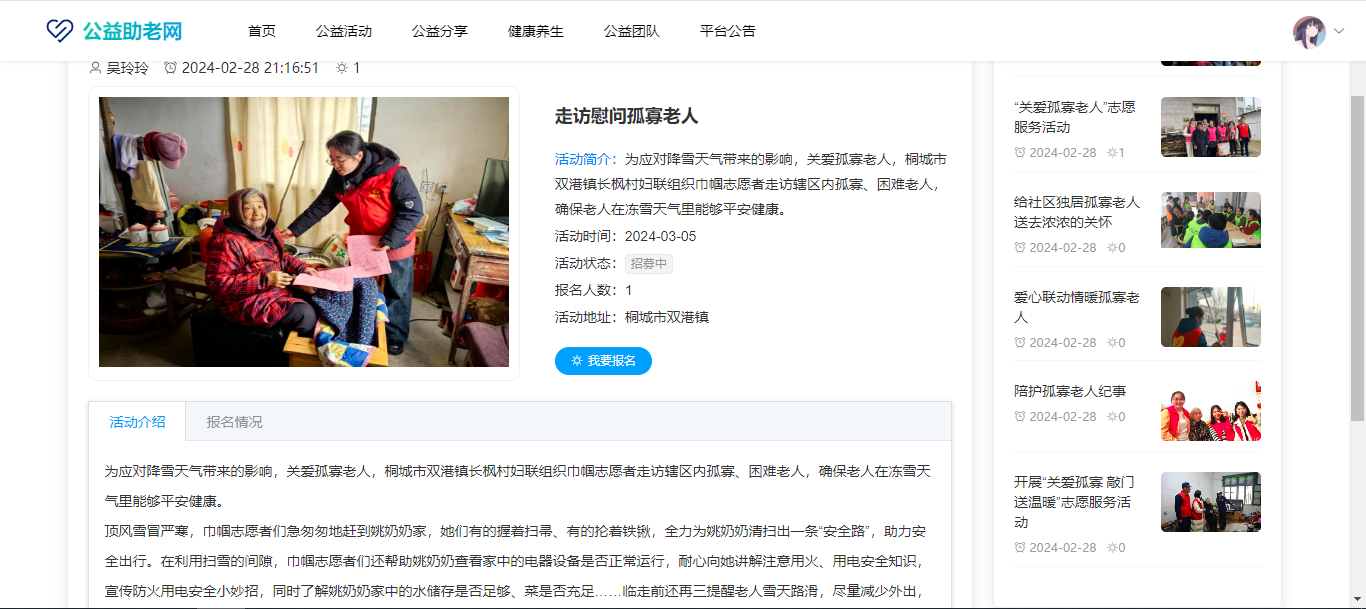 公益助老网
首页 公益活动 公益分享 健康养生 公益团队 平台公告
吴玲玲 2024-02-28 21:16:51 1
走访慰问孤寡老人
活动简介：为应对降雪天气带来的影响，关爱孤寡老人，桐城市
双港镇长枫村妇联组织巾帼志愿者走访辖区内孤寡、困难老人，
确保老人在冻雪天气里能够平安健康。
活动时间：2024-03-05
活动状态：招募中
报名人数：1
活动地址：桐城市双港镇
我要报名
活动介绍 报名情况
为应对降雪天气带来的影响，关爱孤寡老人，桐城市双港镇长枫村妇联组织巾帼志愿者走访辖区内孤寡、困难老人，确保老人在冻雪天
气里能够平安健康。
顶风雪冒严寒，巾帼志愿者们急匆匆地赶到姚奶奶家，她们有的握着扫帚、有的抡着铁锹，全力为姚奶奶清扫出一条“安全路”，助力安
全出行。在利用扫雪的间隙，巾帼志愿者们还帮助姚奶奶查看家中的电器设备是否正常运行，耐心向她讲解注意用火、用电安全知识，
宣传防火用电安全小妙招，同时了解姚奶奶家中的水储存是否足够、菜是否充足……临走前还再三提醒老人雪天路滑，尽量减少外出，
“关爱孤寡老人”志愿
服务活动
2024-02-28 1
给社区独居孤寡老人
送去浓浓的关怀
2024-02-28 0
爱心联动情暖孤寡老
人
2024-02-28 0
陪护孤寡老人纪事
2024-02-28 0
开展“关爱孤寡 敲门
送温暖”志愿服务活
动
2024-02-28 0